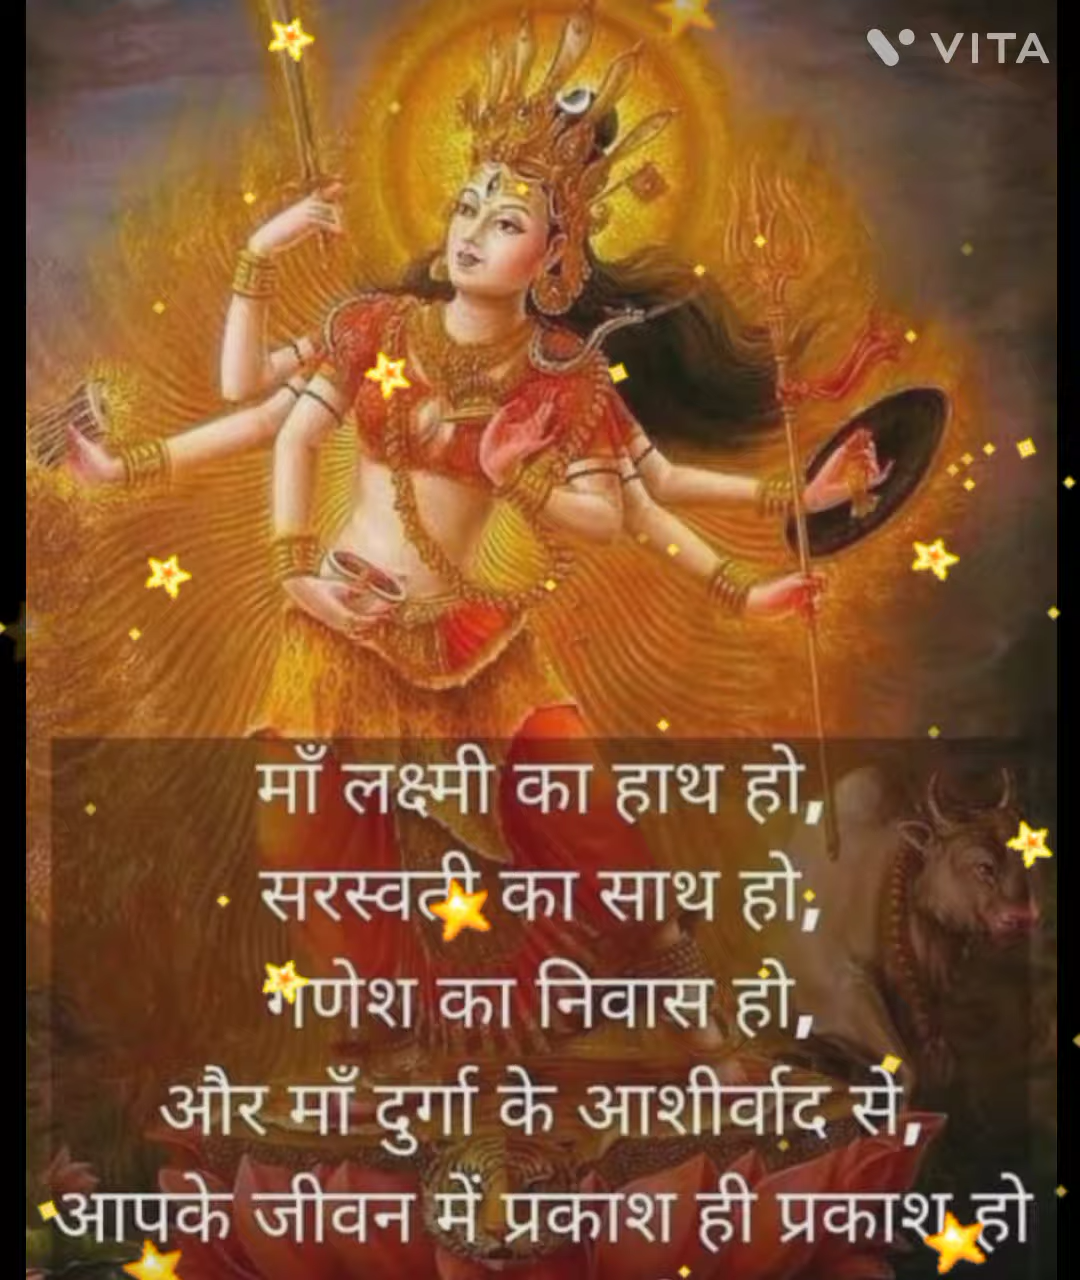 VITA
माँ लक्ष्मी का हाथ हो,
सरस्वती का साथ हो,
गणेश का निवास हो,
और माँ दुर्गा के आशीर्वाद से,
आपके जीवन में प्रकाश ही प्रकाश हो